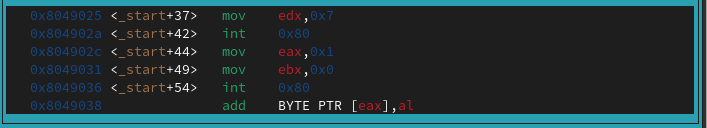 0x8049025 <_start+37> mov edx,0x7
0x804902a <_start+42> int 0x80
0x804902c <_start+44> mov eax,0x1
0x8049031 <_start+49> mov ebx,0x0
0x8049036 <_start+54> int 0x80
0x8049038 add BYTE PTR [eax],al